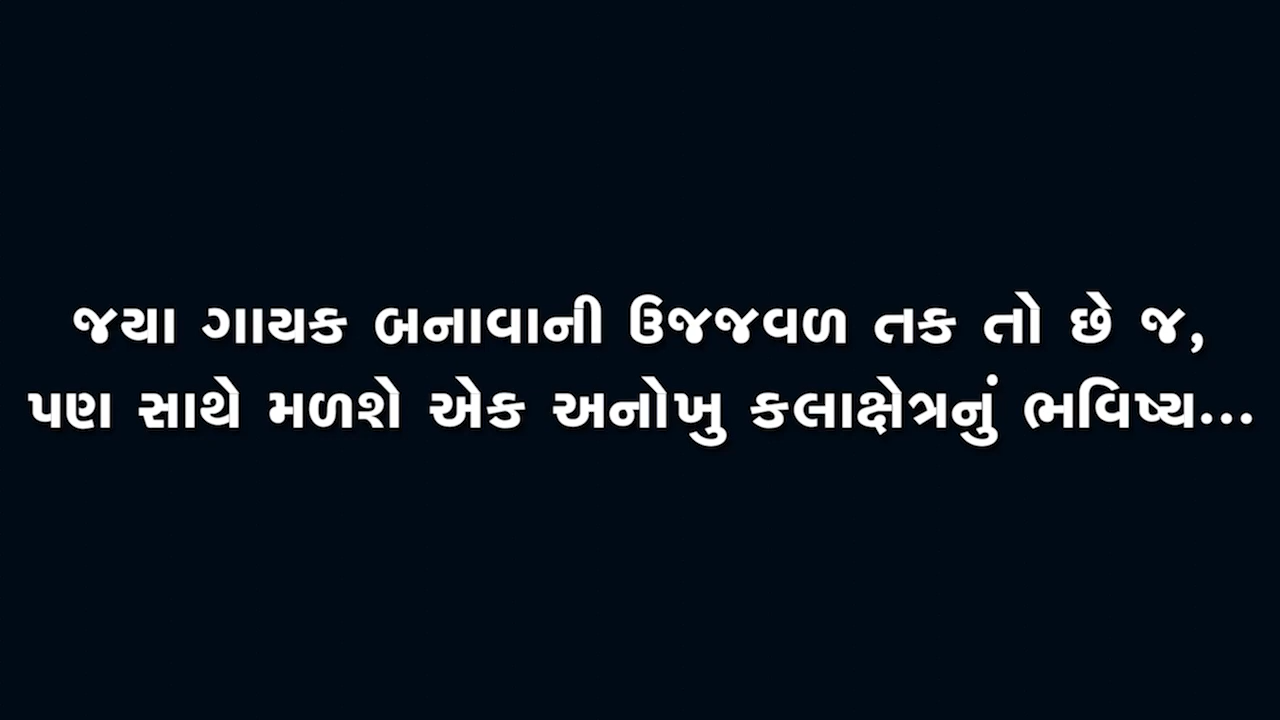 જયા ગાયક બનાવાની ઉજજવળ તક તો છે જ,
પણ સાથે મળશે એક અનોખુ કલાક્ષેત્રનું ભવિષ્ય...